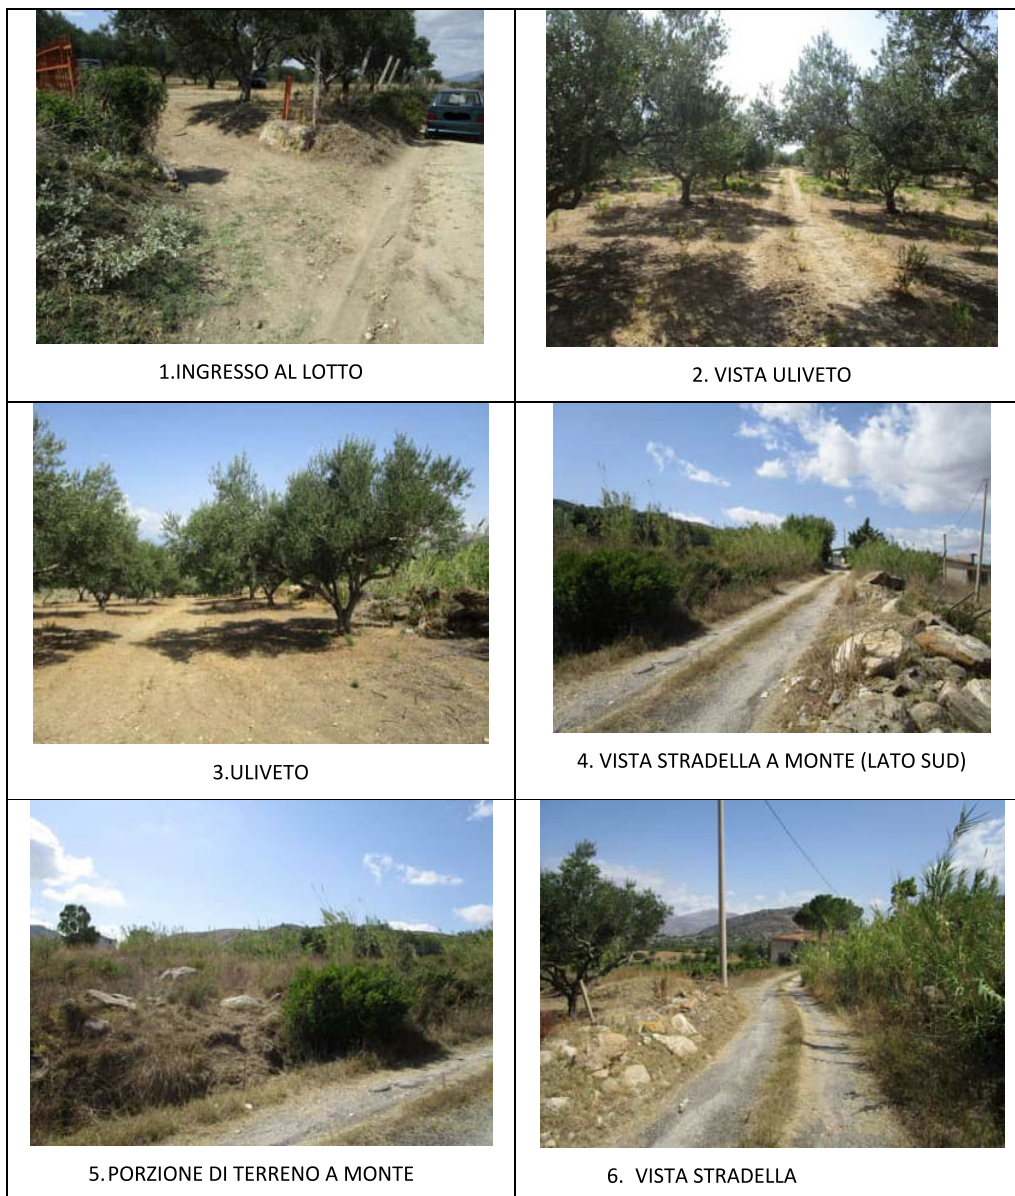 1.INGRESSO AL LOTTO
2. VISTA ULIVETO
3.ULIVETO
4. VISTA STRADELLA A MONTE (LATO SUD)
5.PORZIONE DI TERRENO A MONTE
6. VISTA STRADELLA